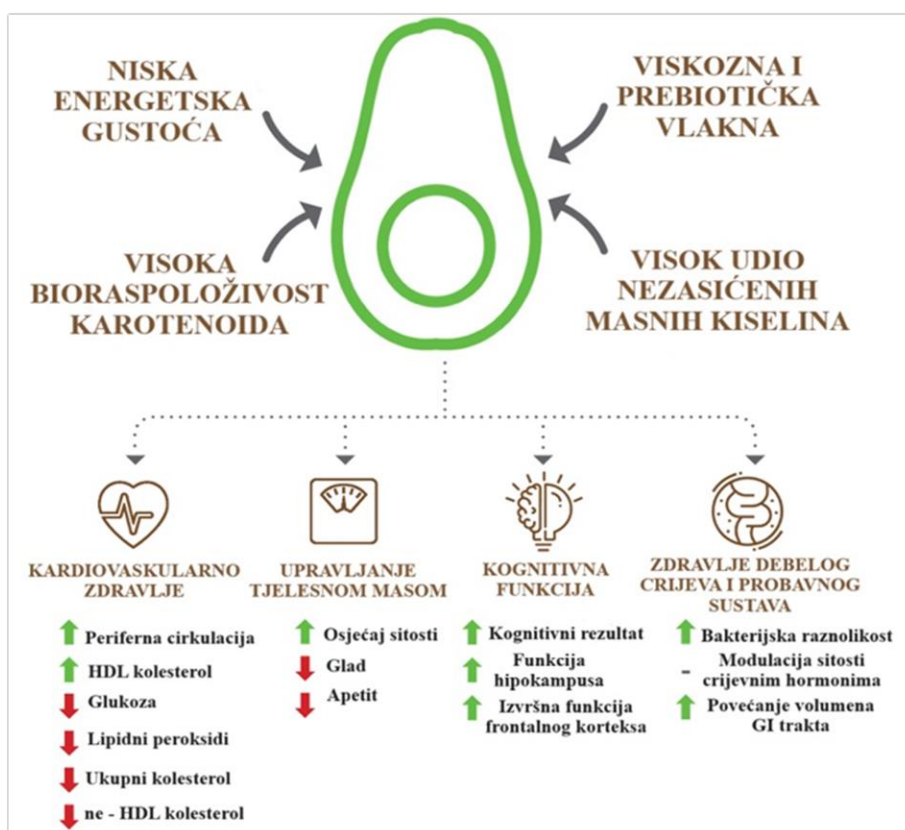 NISKA
ENERGETSKA
GUSTOĆA
VISKOZNA I
PREBIOTIČKA
VLAKNA
VISOKA
BIORASPOLOŽIVOST
KAROTENOIDA
VISOK UDIO
NEZASIĆENIH
MASNIH KISELINA
KARDIOVASKULARNO
ZDRAVLJE
Periferna cirkulacija
HDL kolesterol
Glukoza
Lipidni peroksidi
Ukupni kolesterol
ne - HDL kolesterol
UPRAVLJANJE
TJELESNOM MASOM
Osjećaj sitosti
Glad
Apetit
KOGNITIVNA
FUNKCIJA
Kognitivni rezultat
Funkcija
hipokampusa
Izvršna funkcija
frontalnog korteksa
ZDRAVLJE DEBELOG
CRIJEVA I PROBAVNOG
SUSTAVA
Bakterijska raznolikost
- Modulacija sitosti
crijevnim hormonima
Povećanje volumena
GI trakta